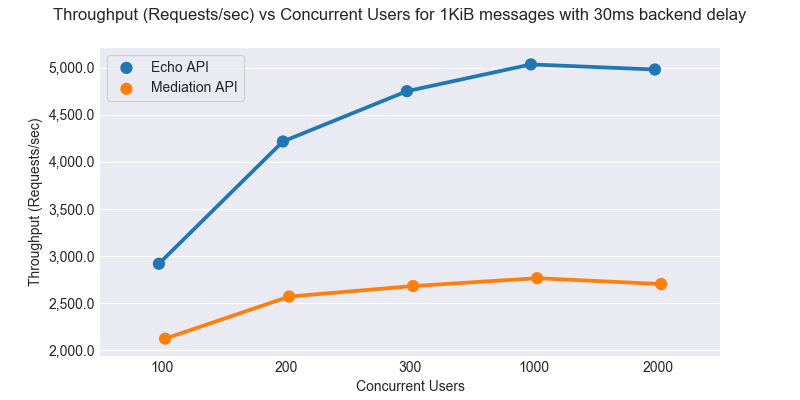 Throughput (Requests/sec) vs Concurrent Users for 1KiB messages with 30ms backend delay
Echo API
Mediation API
Throughput (Requests/sec)
5,000.0
4,500.0
4,000.0
3,500.0
3,000.0
2,500.0
2,000.0
100 200 300 1000 2000
Concurrent Users